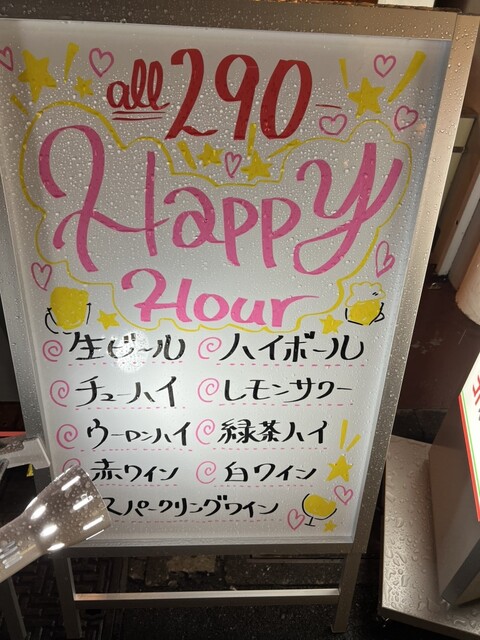 all 290
Happy
Hour
生ビール ハイボール
チューハイ レモンサワー
ウーロンハイ 緑茶ハイ
赤ワイン 白ワイン
スパークリングワイン